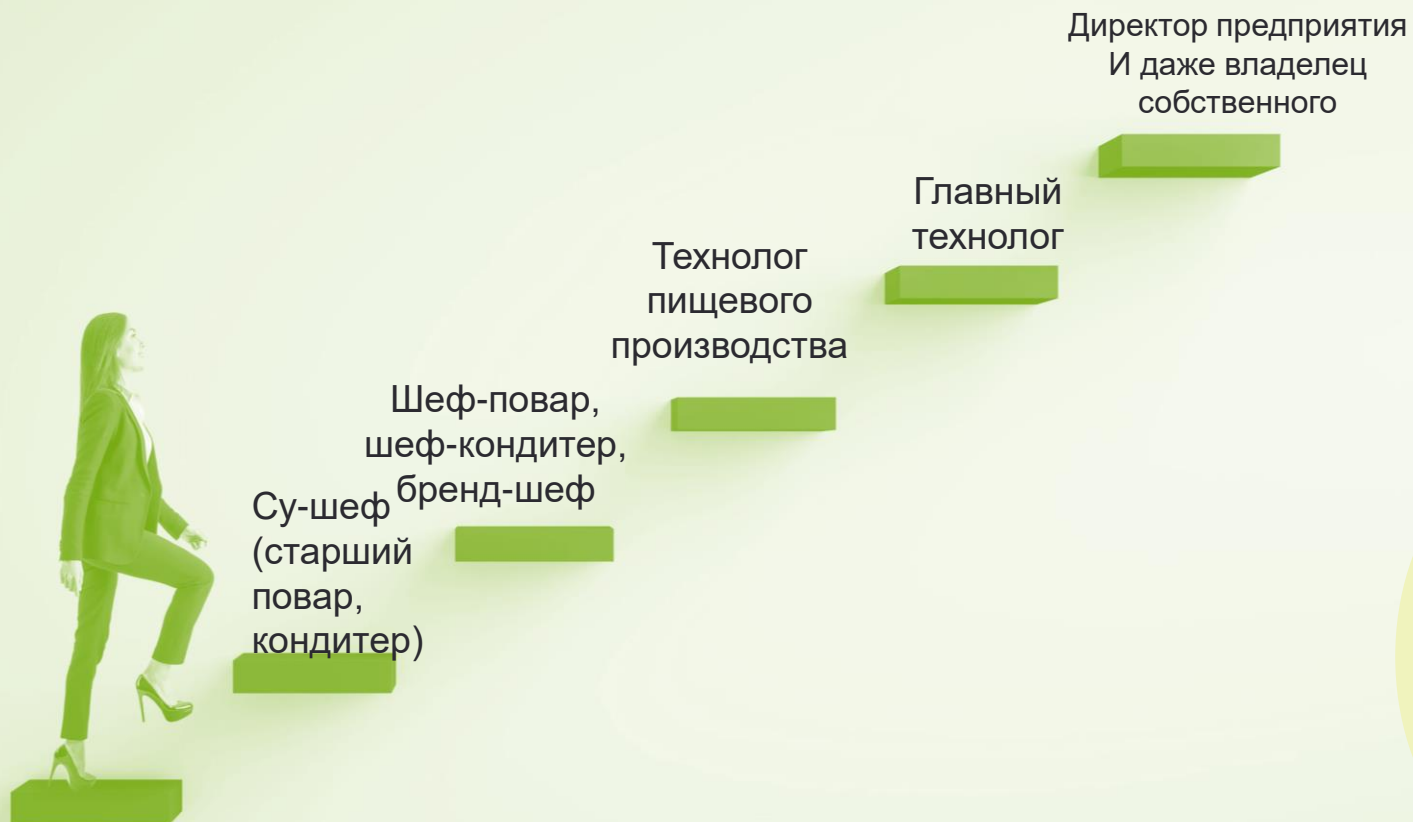 Директор предприятия
И даже владелец
собственного
Главный
технолог
Технолог
пищевого
производства
Шеф-повар,
шеф-кондитер,
бренд-шеф
Су-шеф
(старший
повар,
кондитер)